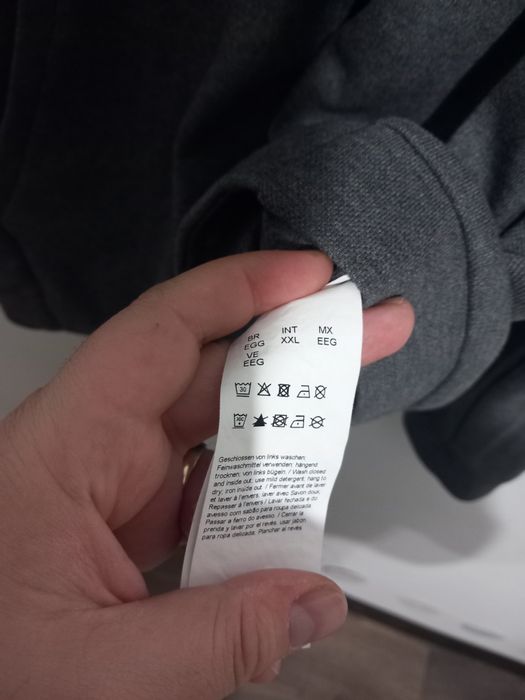 BR INT MX
EGG XXL EEG
VE
EEG
30
Geschlossen von links waschen;
Feinwaschmittel verwenden; hängend
trocknen; von links bügeln. / Wash closed
and inside out; use mild detergent; hang to
dry; iron inside out. / Fermer avant de laver
et laver à l'envers, laver avec Savon doux,
Repasser à l'envers / Lavar fechada e do
avesso com sabão para roupa delicada.
Passar a ferro do avesso. / Cerrar la
prenda y lavar por el revés, usar jabón
para ropa delicada. Planchar al revés